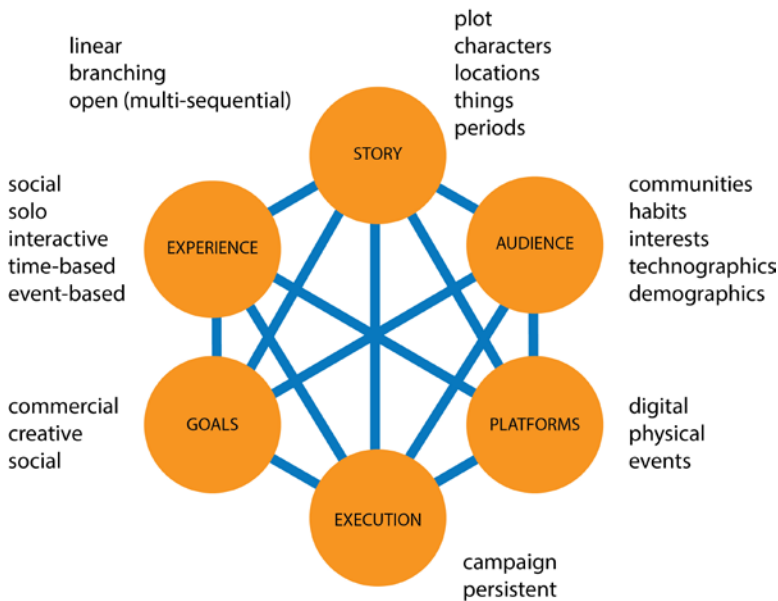 linear
branching
open (multi-sequential)
plot
characters
locations
things
periods
STORY
social
solo
interactive
time-based
event-based
EXPERIENCE
AUDIENCE
communities
habits
interests
technographics
demographics
commercial
creative
social
GOALS
PLATFORMS
digital
physical
events
EXECUTION
campaign
persistent